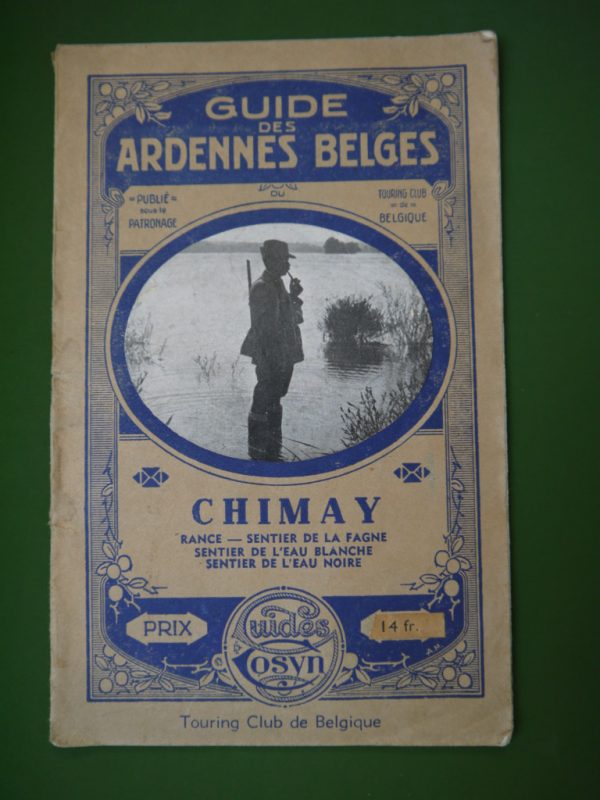 GUIDE
DES
ARDENNES BELGES
PUBLIÉ
sous le
PATRONAGE
DU
TOURING CLUB
de
BELGIQUE
CHIMAY
RANCE — SENTIER DE LA FAGNE
SENTIER DE L'EAU BLANCHE
SENTIER DE L'EAU NOIRE
PRIX
Guides
Cosyn
14 fr.
Touring Club de Belgique